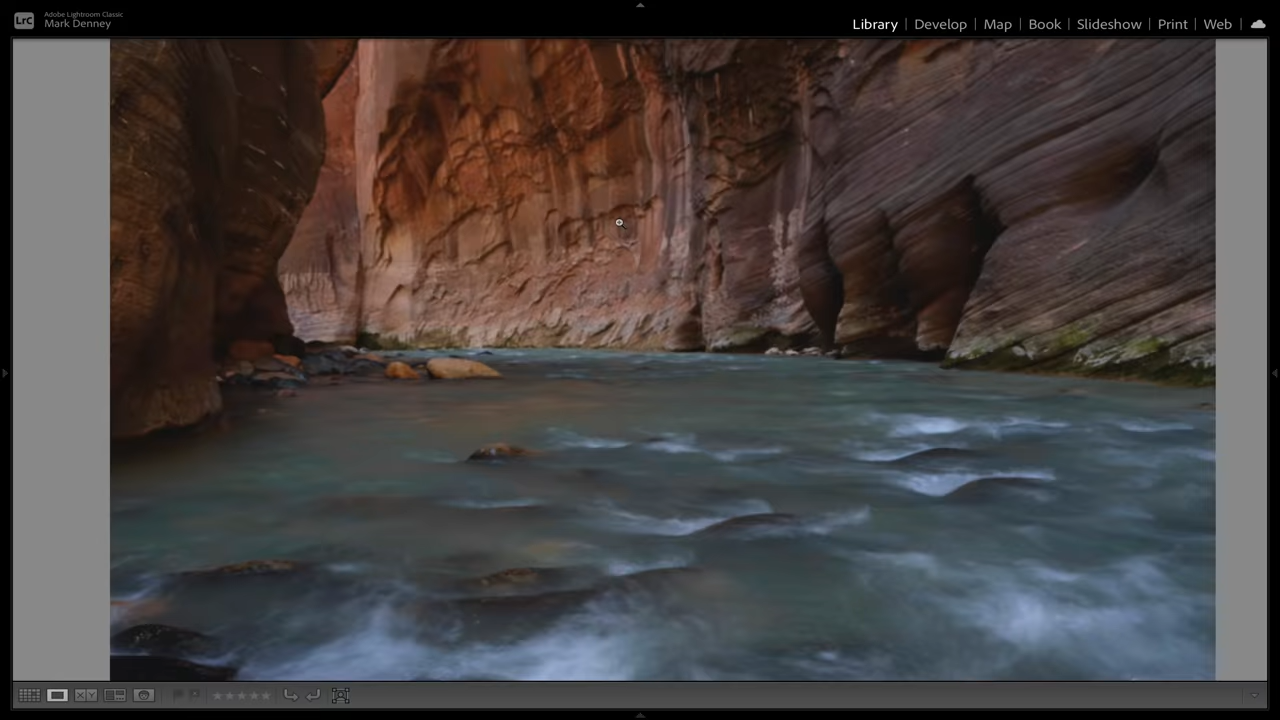 LrC
Adobe Lightroom Classic
Mark Denney
Library | Develop | Map | Book | Slideshow | Print | Web
X Y